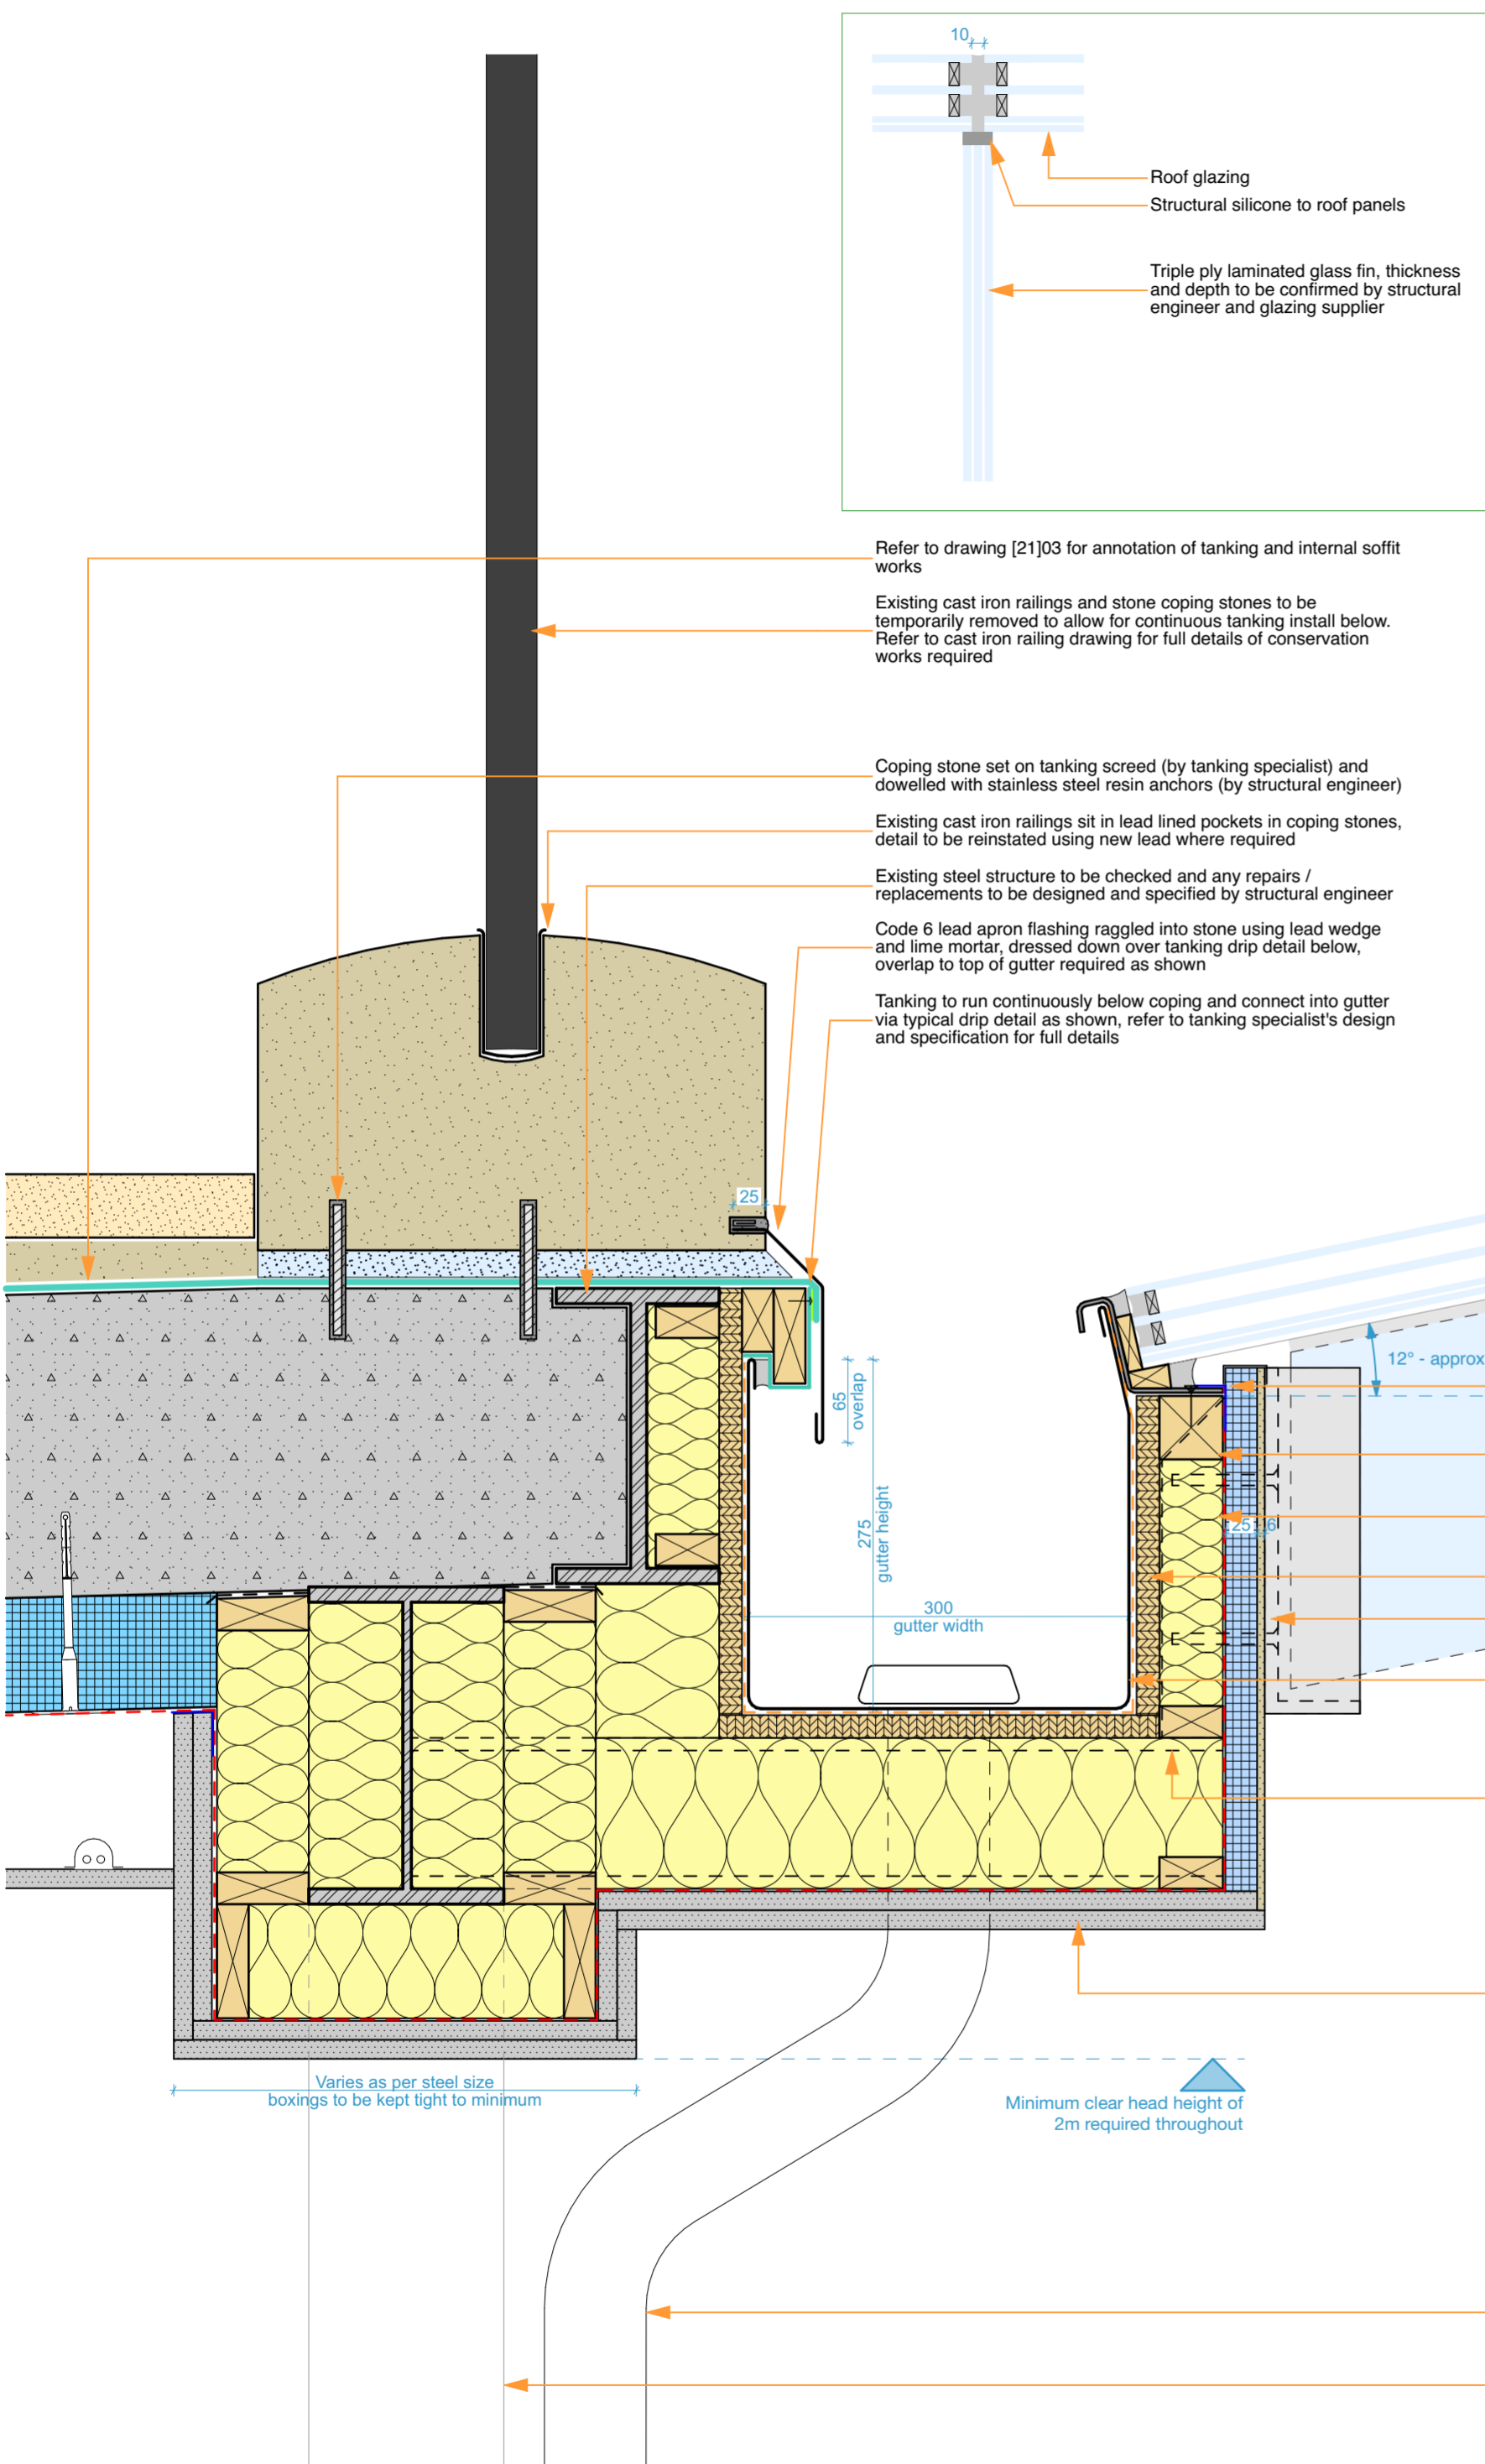 10
Roof glazing
Structural silicone to roof panels
Triple ply laminated glass fin, thickness
and depth to be confirmed by structural
engineer and glazing supplier
Refer to drawing [21]03 for annotation of tanking and internal soffit
works
Existing cast iron railings and stone coping stones to be
temporarily removed to allow for continuous tanking install below.
Refer to cast iron railing drawing for full details of conservation
works required
Coping stone set on tanking screed (by tanking specialist) and
dowelled with stainless steel resin anchors (by structural engineer)
Existing cast iron railings sit in lead lined pockets in coping stones,
detail to be reinstated using new lead where required
Existing steel structure to be checked and any repairs /
replacements to be designed and specified by structural engineer
Code 6 lead apron flashing raggled into stone using lead wedge
and lime mortar, dressed down over tanking drip detail below,
overlap to top of gutter required as shown
Tanking to run continuously below coping and connect into gutter
via typical drip detail as shown, refer to tanking specialist's design
and specification for full details
25
12° - approx
65
overlap
275
gutter height
25 6
300
gutter width
Varies as per steel size
boxings to be kept tight to minimum
Minimum clear head height of
2m required throughout